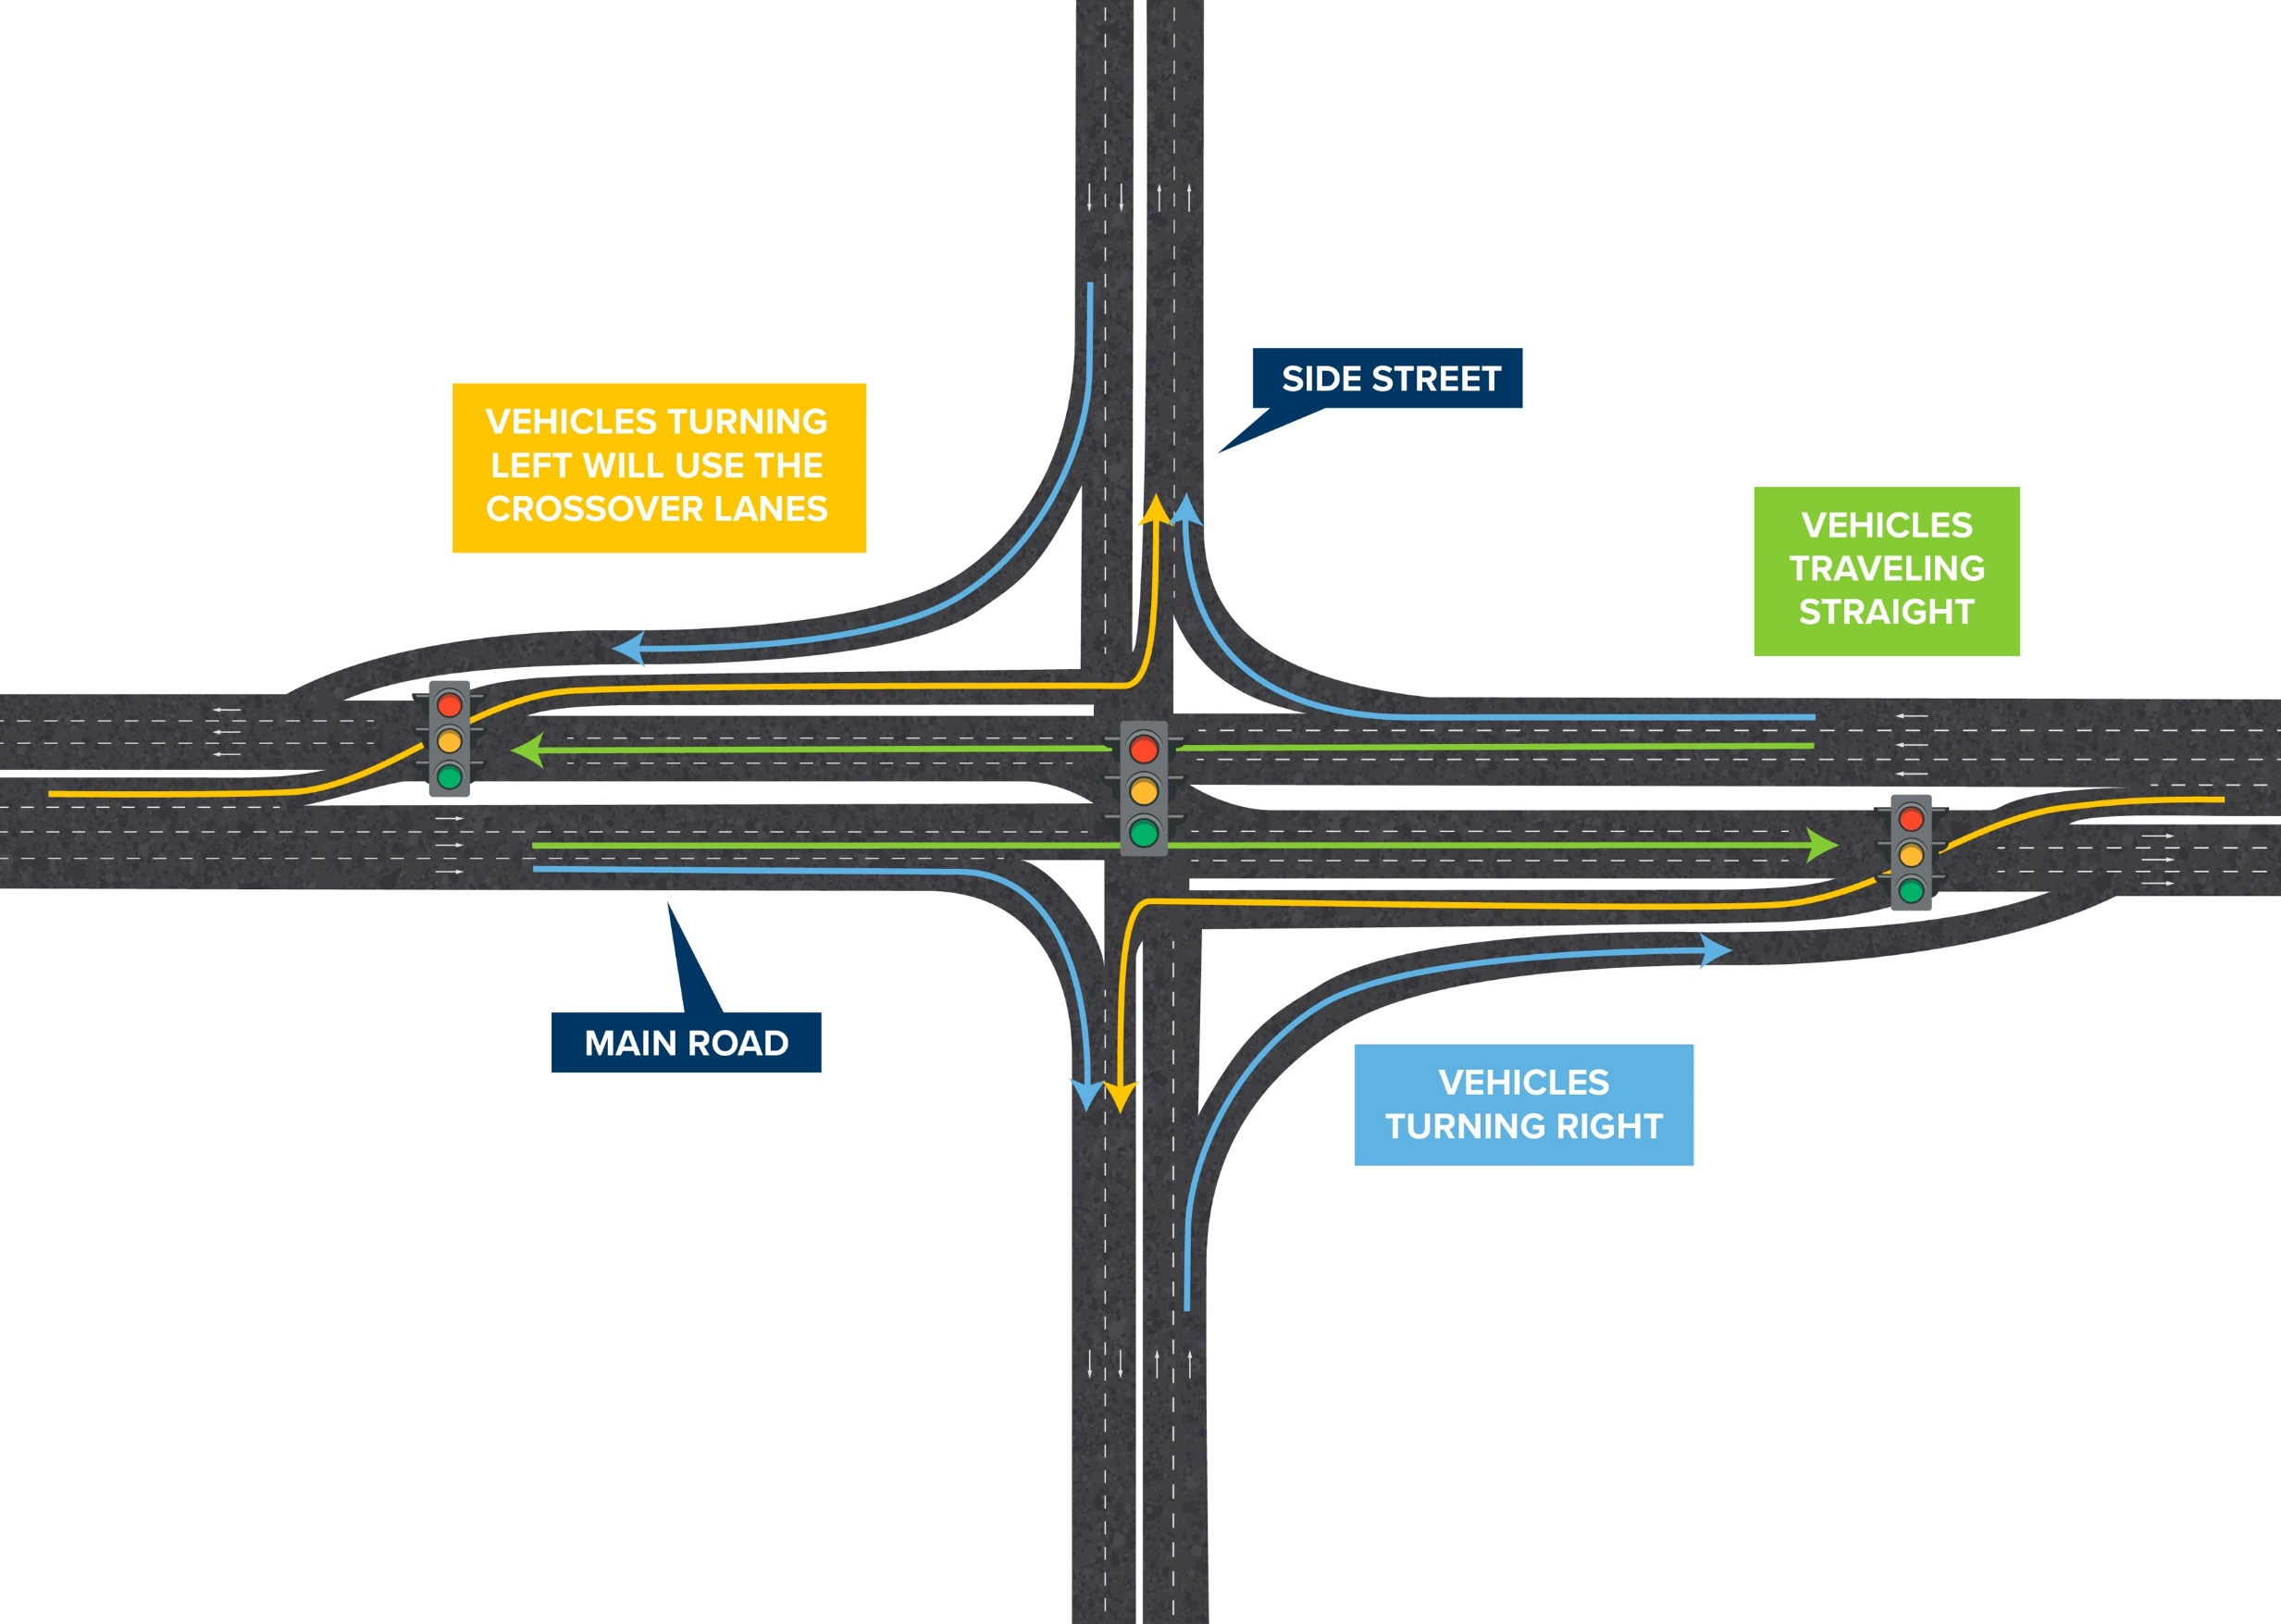 SIDE STREET
VEHICLES TURNING
LEFT WILL USE THE
CROSSOVER LANES
VEHICLES
TRAVELING
STRAIGHT
MAIN ROAD
VEHICLES
TURNING RIGHT